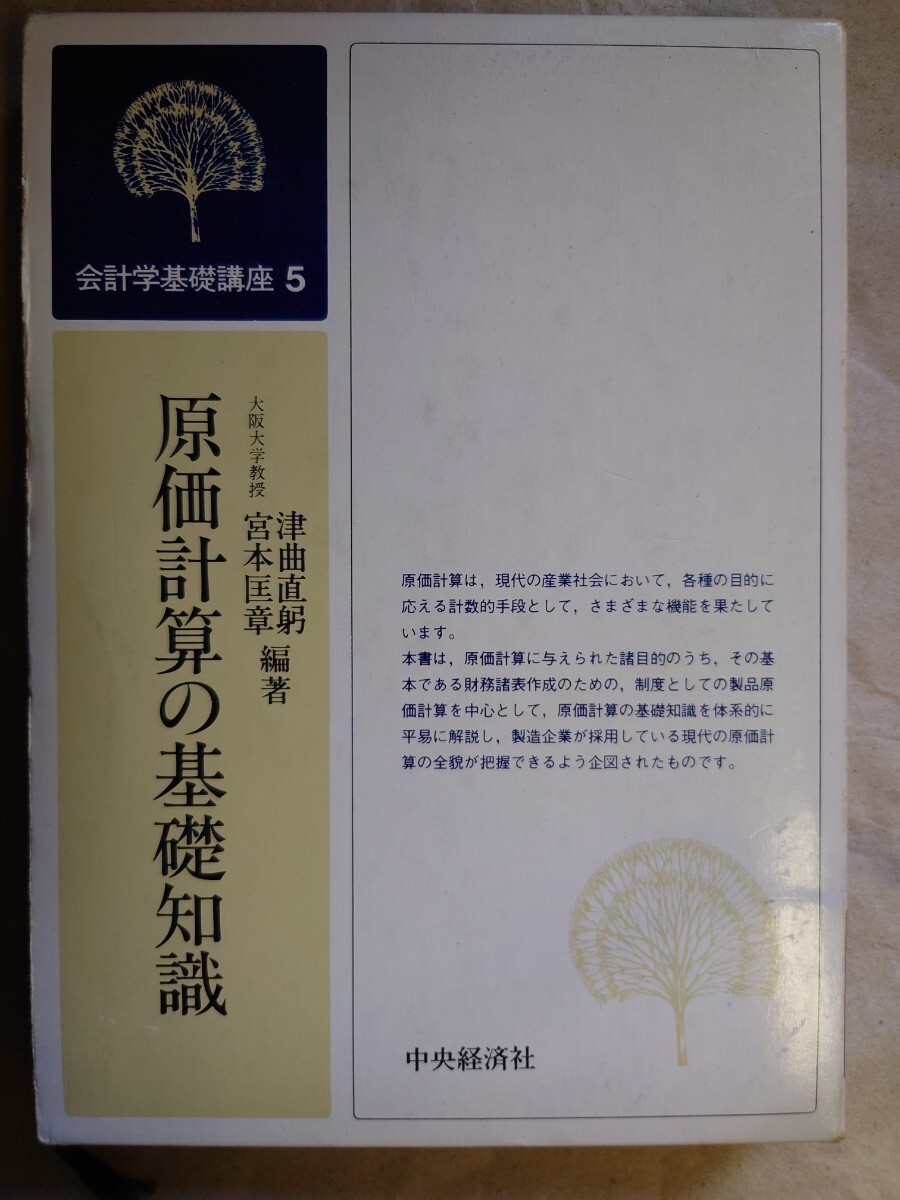 会計学基礎講座 5
原価計算の基礎知識
大阪大学教授
津曲直躬
宮本匡章
編著
原価計算は，現代の産業社会において，各種の目的に
応える計数的手段として，さまざまな機能を果たして
います。
本書は，原価計算に与えられた諸目的のうち，その基
本である財務諸表作成のための，制度としての製品原
価計算を中心として，原価計算の基礎知識を体系的に
平易に解説し，製造企業が採用している現代の原価計
算の全貌が把握できるよう企図されたものです。
中央経済社